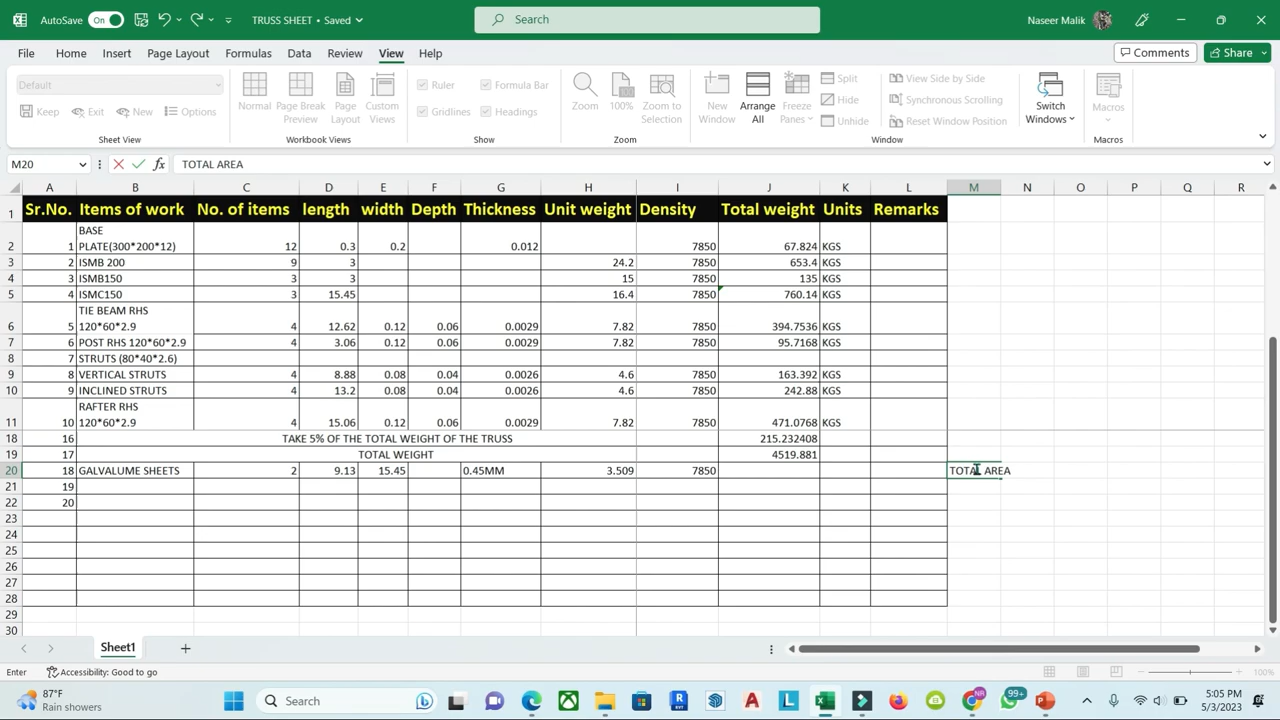 AutoSave On TRUSS SHEET • Saved Search Naseer Malik
File Home Insert Page Layout Formulas Data Review View Help Comments Share
Default
Keep Exit New Options
Sheet View
Normal Page Break Preview Page Layout Custom Views
Workbook Views
Ruler Formula Bar
Gridlines Headings
Show
Zoom 100% Zoom to Selection
Zoom
New Window Arrange All Freeze Panes
Split View Side by Side
Hide Synchronous Scrolling
Unhide Reset Window Position
Window
Switch Windows Macros
Macros
M20 fx TOTAL AREA
A B C D E F G H I J K L M N O P Q R
1 Sr.No. Items of work No. of items length width Depth Thickness Unit weight Density Total weight Units Remarks
BASE
2 1 PLATE(300*200*12) 12 0.3 0.2 0.012 7850 67.824 KGS
3 2 ISMB 200 9 3 24.2 7850 653.4 KGS
4 3 ISMB150 3 3 15 7850 135 KGS
5 4 ISMC150 3 15.45 16.4 7850 760.14 KGS
TIE BEAM RHS
6 5 120*60*2.9 4 12.62 0.12 0.06 0.0029 7.82 7850 394.7536 KGS
7 6 POST RHS 120*60*2.9 4 3.06 0.12 0.06 0.0029 7.82 7850 95.7168 KGS
8 7 STRUTS (80*40*2.6)
9 8 VERTICAL STRUTS 4 8.88 0.08 0.04 0.0026 4.6 7850 163.392 KGS
10 9 INCLINED STRUTS 4 13.2 0.08 0.04 0.0026 4.6 7850 242.88 KGS
RAFTER RHS
11 10 120*60*2.9 4 15.06 0.12 0.06 0.0029 7.82 7850 471.0768 KGS
18 16 TAKE 5% OF THE TOTAL WEIGHT OF THE TRUSS 215.232408
19 17 TOTAL WEIGHT 4519.881
20 18 GALVALUME SHEETS 2 9.13 15.45 0.45MM 3.509 7850 TOTAL AREA
21 19
22 20
23
24
25
26
27
28
29
30
Sheet1
Enter Accessibility: Good to go 100%
87°F
Rain showers
Search
99+
5:05 PM
5/3/2023